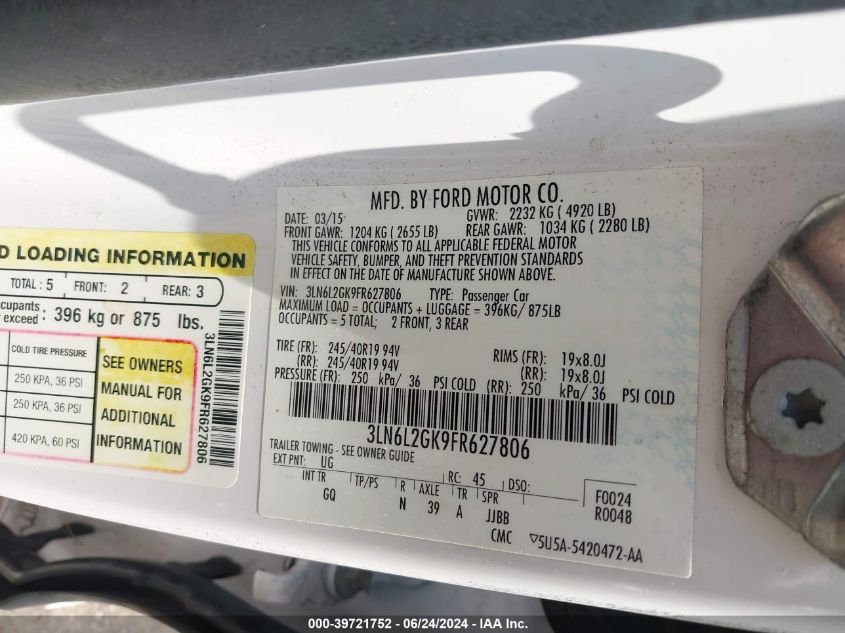 D LOADING INFORMATION
TOTAL : 5 FRONT: 2 REAR: 3
cupants:
r exceed : 396 kg or 875 lbs.
COLD TIRE PRESSURE
250 KPA, 36 PSI
250 KPA, 36 PSI
420 KPA, 60 PSI
SEE OWNERS
MANUAL FOR
ADDITIONAL
INFORMATION
3LN6L2GK9FR627806
MFD. BY FORD MOTOR CO.
DATE: 03/15 GVWR: 2232 KG ( 4920 LB)
FRONT GAWR: 1204 KG ( 2655 LB) REAR GAWR: 1034 KG ( 2280 LB)
THIS VEHICLE CONFORMS TO ALL APPLICABLE FEDERAL MOTOR
VEHICLE SAFETY, BUMPER, AND THEFT PREVENTION STANDARDS
IN EFFECT ON THE DATE OF MANUFACTURE SHOWN ABOVE.
VIN: 3LN6L2GK9FR627806 TYPE: Passenger Car
MAXIMUM LOAD = OCCUPANTS + LUGGAGE = 396KG/ 875LB
OCCUPANTS = 5 TOTAL; 2 FRONT, 3 REAR
TIRE (FR): 245/40R19 94V RIMS (FR): 19x8.0J
(RR): 245/40R19 94V (RR): 19x8.0J
PRESSURE (FR): 250 kPa/ 36 PSI COLD (RR): 250 kPa/ 36 PSI COLD
3LN6L2GK9FR627806
TRAILER TOWING - SEE OWNER GUIDE
EXT PNT: UG RC: 45 DSO:
INT TR TP/PS R AXLE TR SPR F0024
GQ N 39 A JJBB R0048
CMC 5U5A-5420472-AA
000-39721752 / 06/24/2024 - IAA Inc.